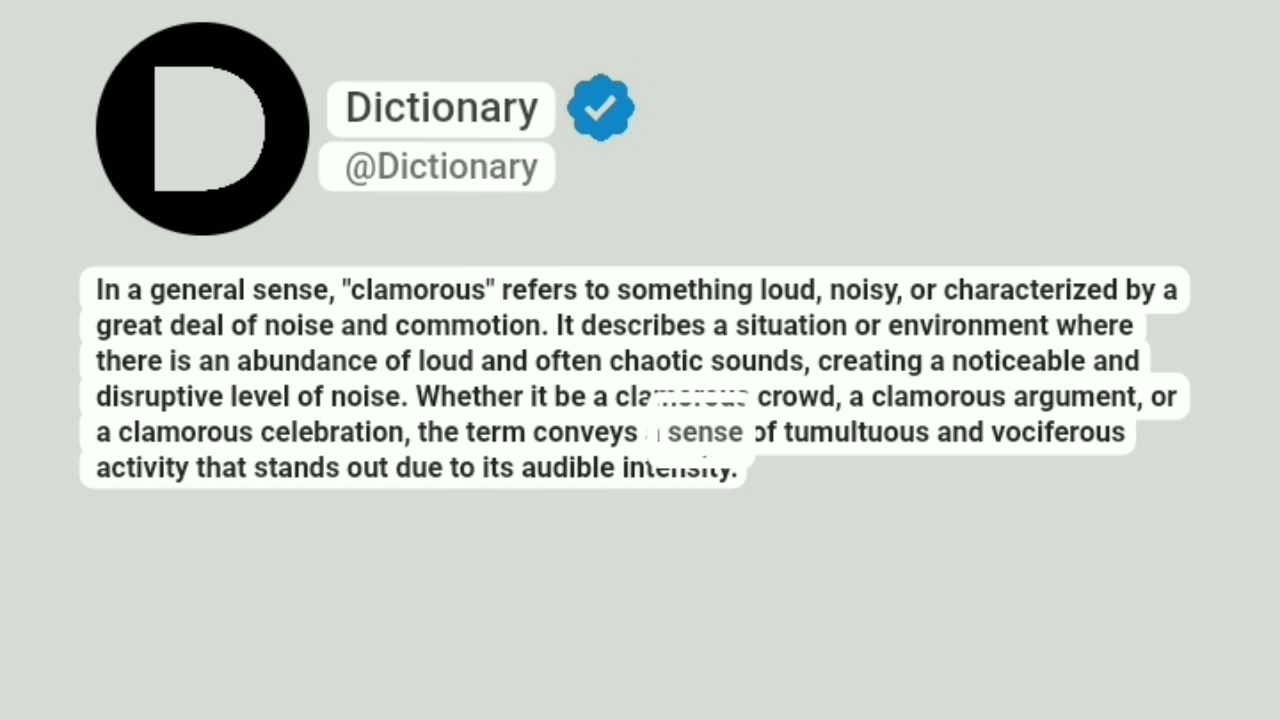 D
Dictionary
@Dictionary
In a general sense, "clamorous" refers to something loud, noisy, or characterized by a
great deal of noise and commotion. It describes a situation or environment where
there is an abundance of loud and often chaotic sounds, creating a noticeable and
disruptive level of noise. Whether it be a clamorous crowd, a clamorous argument, or
a clamorous celebration, the term conveys sense of tumultuous and vociferous
activity that stands out due to its audible intensity.